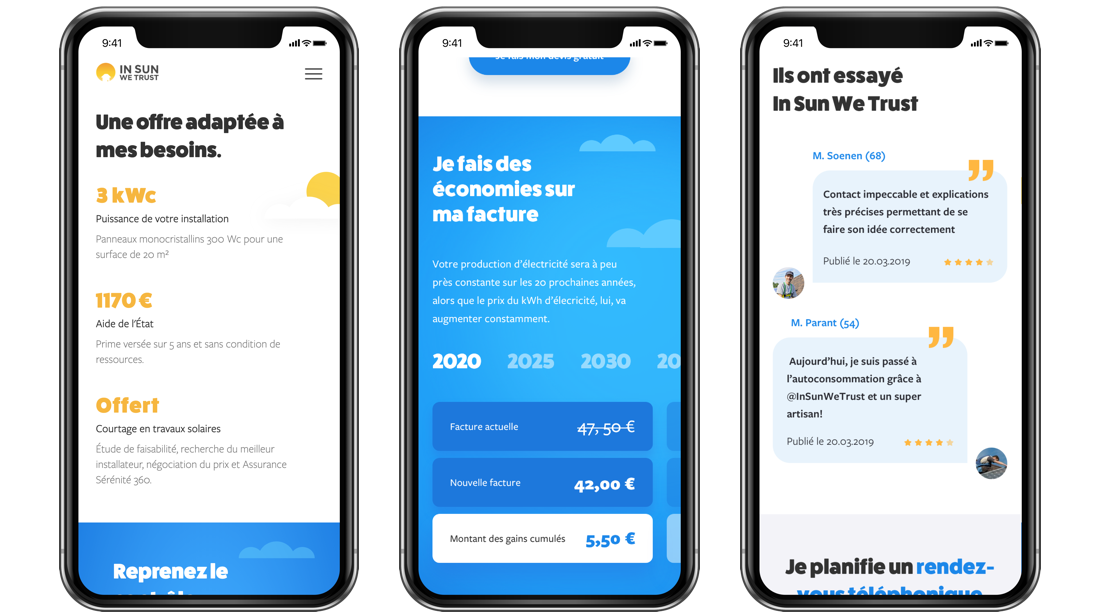 9:41
IN SUN
WE TRUST
Une offre adaptée à
mes besoins.
3 kWc
Puissance de votre installation
Panneaux monocristallins 300 Wc pour une
surface de 20 m²
1170 €
Aide de l'État
Prime versée sur 5 ans et sans condition de
ressources.
Offert
Courtage en travaux solaires
Étude de faisabilité, recherche du meilleur
installateur, négociation du prix et Assurance
Sérénité 360.
Reprenez le
9:41
Je fais mon devis gratuit
Je fais des
économies sur
ma facture
Votre production d'électricité sera à peu
près constante sur les 20 prochaines années,
alors que le prix du kWh d'élecricité, lui, va
augmenter constamment.
2020 2025 2030 20
Facture actuelle 47, 50 €
Nouvelle facture 42,00 €
Montant des gains cumulés 5,50 €
9:41
Ils ont essayé
In Sun We Trust
M. Soenen (68)
Contact impeccable et explications
très précises permettant de se
faire son idée correctement
Publié le 20.03.2019
M. Parant (54)
Aujourd'hui, je suis passé à
l'autoconsommation grâce à
@InSunWeTrust et un super
artisan!
Publié le 20.03.2019
Je planifie un rendez-
vous téléphonique